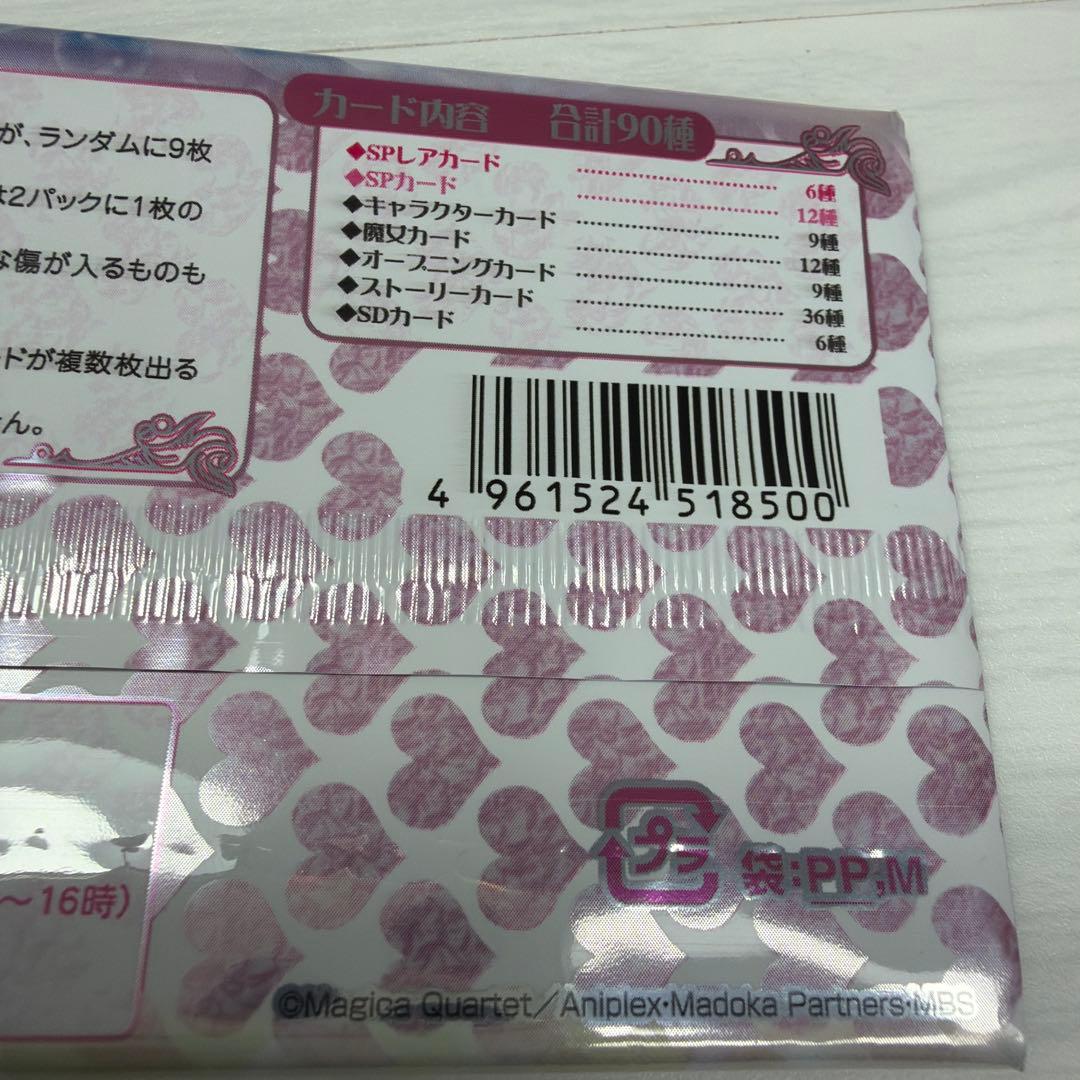 が、ランダムに9枚
は2パックに1枚の
な傷が入るものも
ドが複数枚出る
ん。
カード内容 合計90種
◆SPレアカード 6種
◆SPカード 12種
◆キャラクターカード 9種
◆魔女カード 12種
◆オープニングカード 9種
◆ストーリーカード 36種
◆SDカード 6種
4 961524 518500
プラ
袋:PP,M
〜16時)
©Magica Quartet/Aniplex・Madoka Partners・MBS